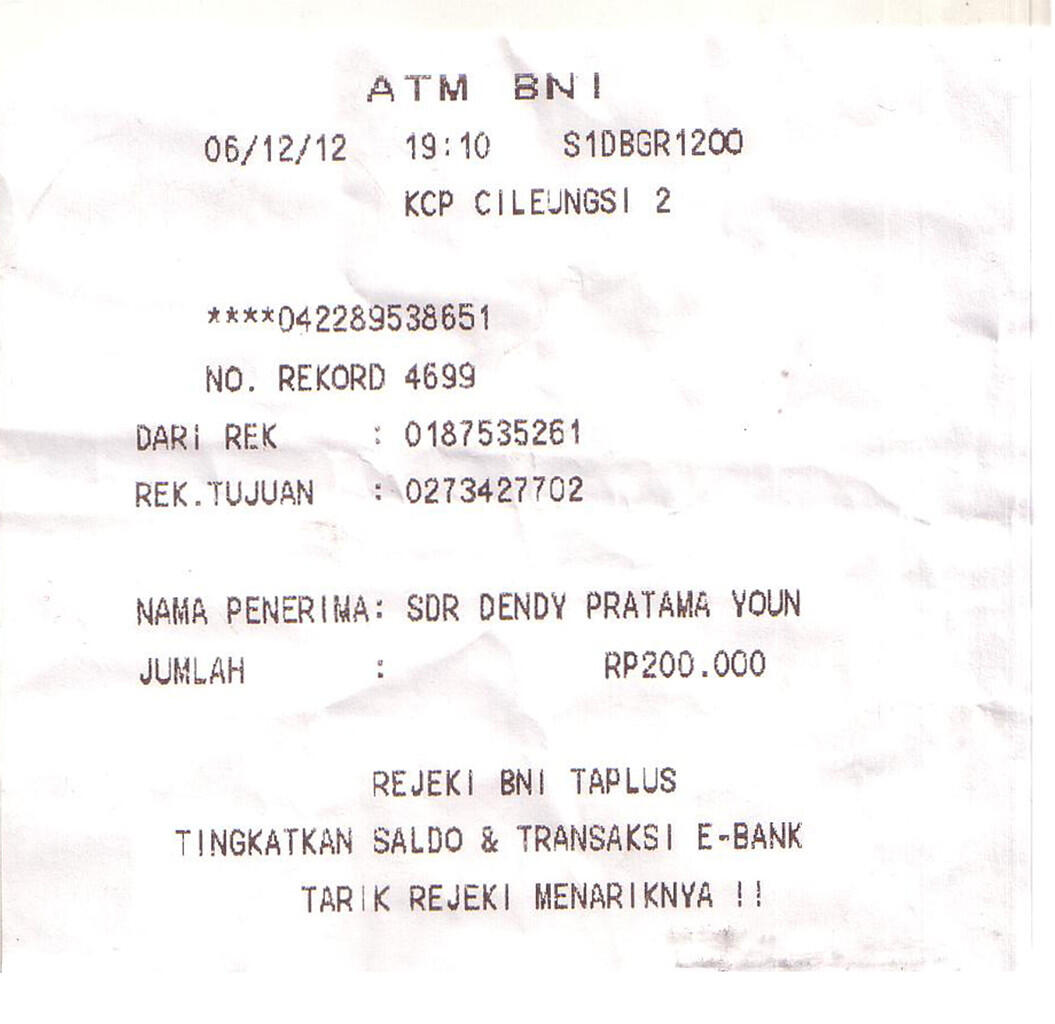 ATM BNI
06/12/12 19:10 S1DBGR1200
KCP CILEUNGSI 2
****042289538651
NO. REKORD 4699
DARI REK : 0187535261
REK.TUJUAN : 0273427702
NAMA PENERIMA: SDR DENDY PRATAMA YOUN
JUMLAH : RP200.000
REJEKI BNI TAPLUS
TINGKATKAN SALDO & TRANSAKSI E-BANK
TARIK REJEKI MENARIKNYA !!